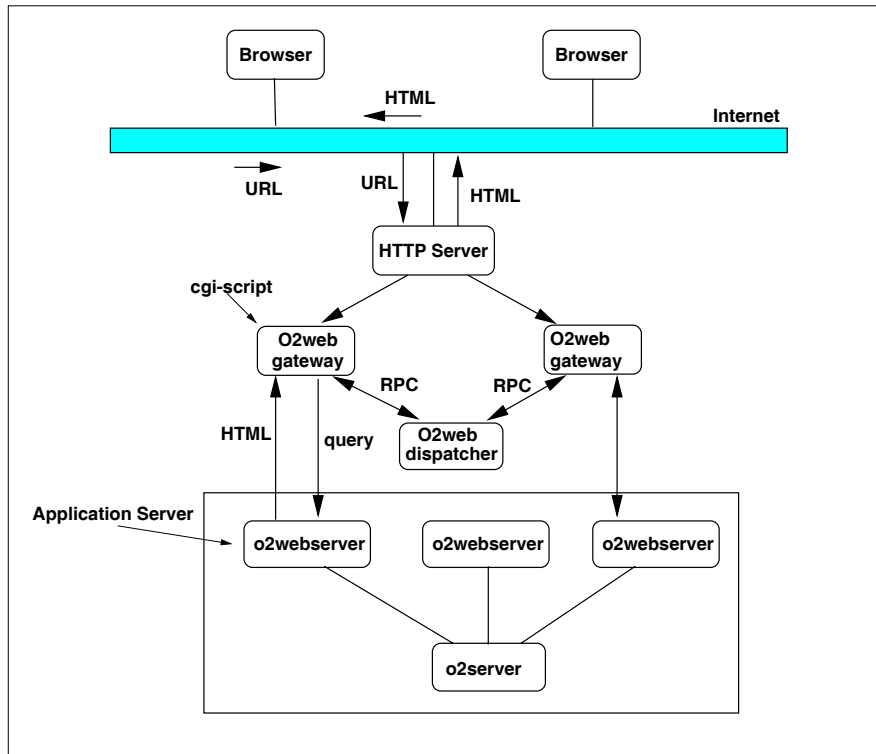 Browser
Browser
HTML
Internet
URL
URL
HTML
HTTP Server
cgi-script
O2web
gateway
O2web
gateway
RPC
RPC
HTML
query
O2web
dispatcher
Application Server
o2webserver
o2webserver
o2webserver
o2server